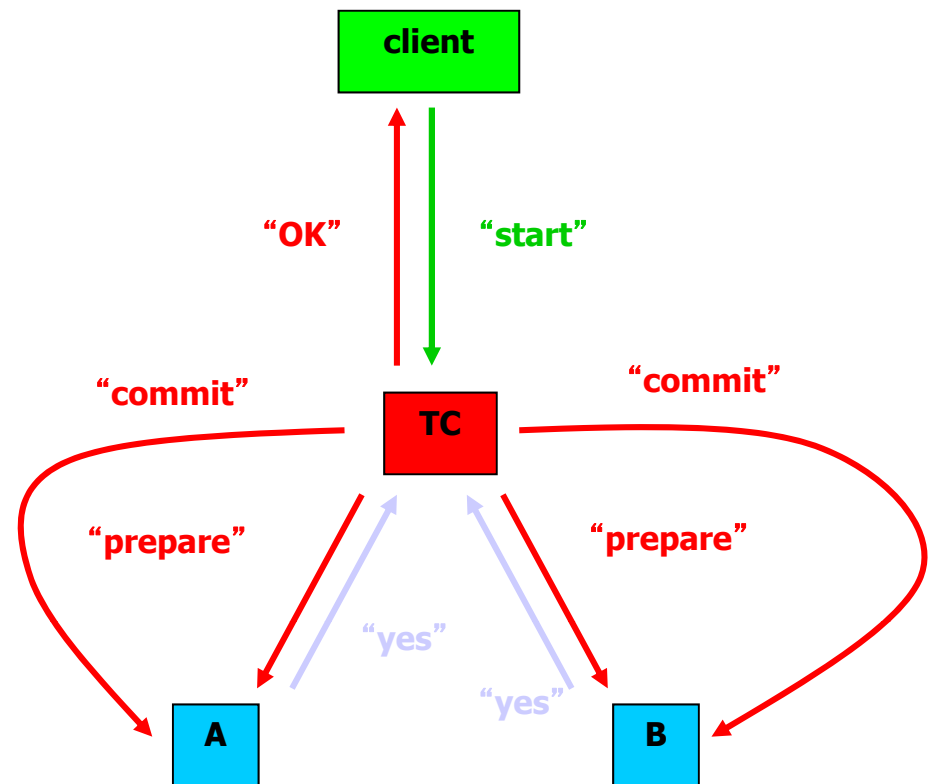 client
“OK”
“start”
“commit”
“commit”
TC
“prepare”
“prepare”
“yes”
“yes”
A
B